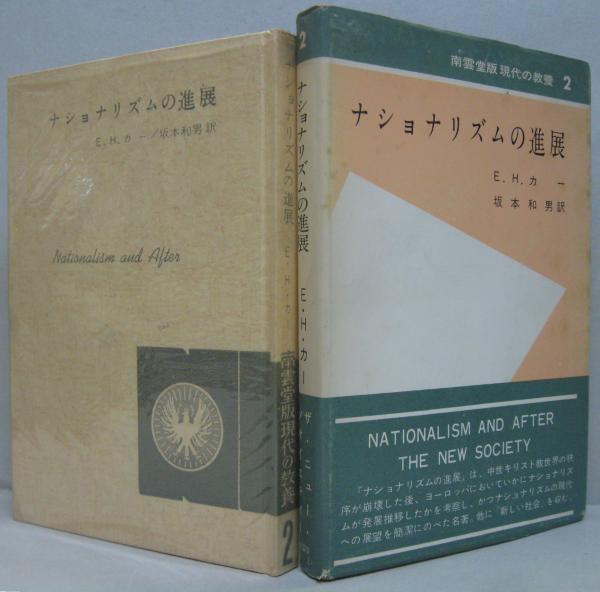 ナショナリズムの進展
E. H. カー/坂本和男訳
Nationalism and After
ナショナリズムの進展
E・H・カー
南雲堂版現代の教養
2
2
ナショナリズムの進展
E・H・カー
ザ・ニュー・
南雲堂版現代の教養 2
ナショナリズムの進展
E. H. カー
坂本和男訳
NATIONALISM AND AFTER
THE NEW SOCIETY
『ナショナリズムの進展』は、中世キリスト教世界の秩
序が崩壊した後、ヨーロッパにおいていかにナショナリズ
ムが発展推移したかを考察し、かつナショナリズムの現代
への展望を簡潔にのべた名著。他に「新しい社会」を収む。